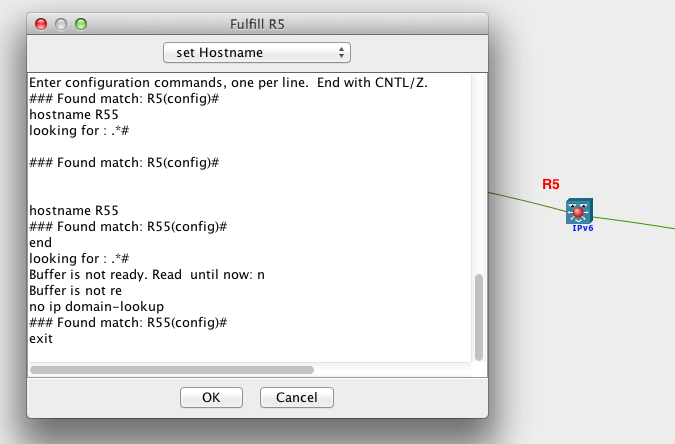 Fulfill R5
set Hostname
Enter configuration commands, one per line.  End with CNTL/Z.
### Found match: R5(config)#
hostname R55
looking for : .*#
### Found match: R5(config)#
hostname R55
### Found match: R55(config)#
end
looking for : .*#
Buffer is not ready. Read  until now: n
Buffer is not re
no ip domain-lookup
### Found match: R55(config)#
exit
OK
Cancel
R5
IPv6